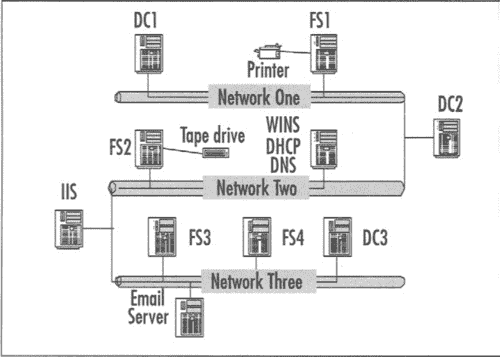 DC1
FS1
Printer
Network One
DC2
FS2
Tape drive
WINS
DHCP
DNS
Network Two
IIS
FS3
FS4
DC3
Network Three
Email
Server